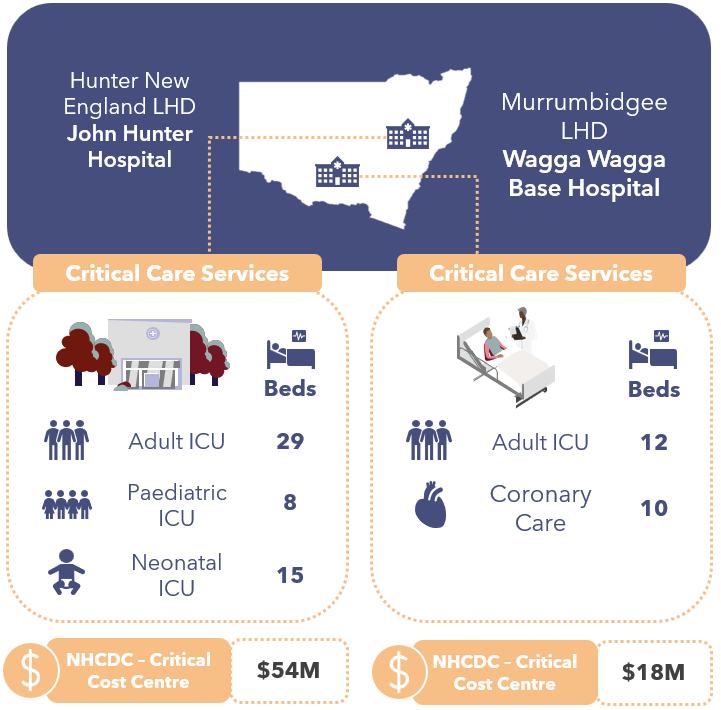 Hunter New
England LHD
John Hunter
Hospital
Murrumbidgee
LHD
Wagga Wagga
Base Hospital
Critical Care Services
Beds
Adult ICU 29
Paediatric
ICU
8
Neonatal
ICU
15
NHCDC – Critical
Cost Centre
$54M
Critical Care Services
Beds
Adult ICU 12
Coronary
Care
10
NHCDC – Critical
Cost Centre
$18M